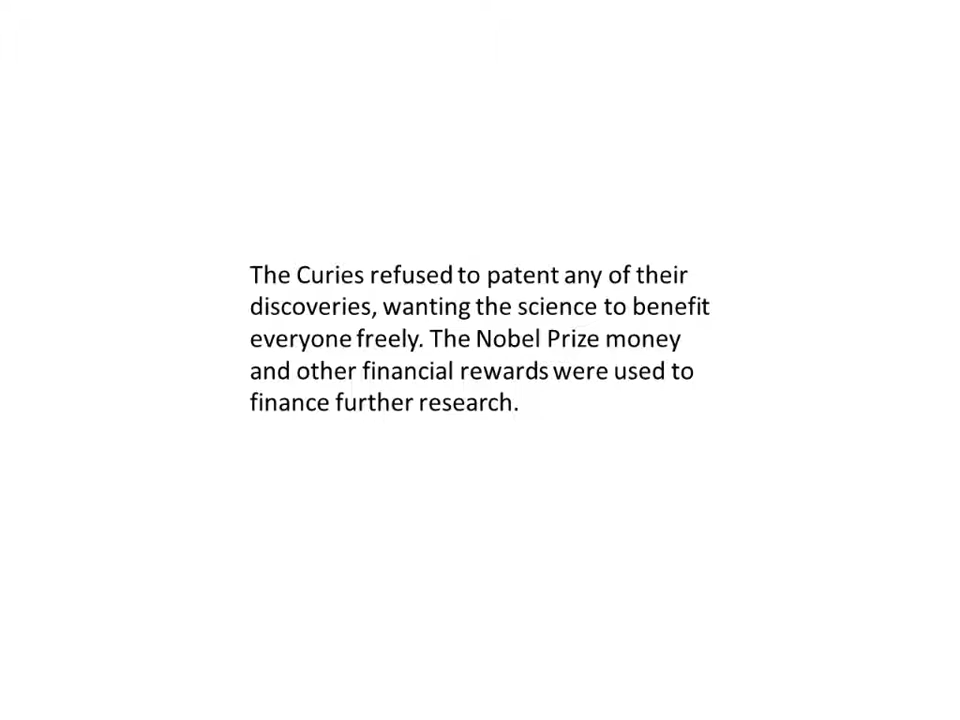 The Curies refused to patent any of their
discoveries, wanting the science to benefit
everyone freely. The Nobel Prize money
and other financial rewards were used to
finance further research.